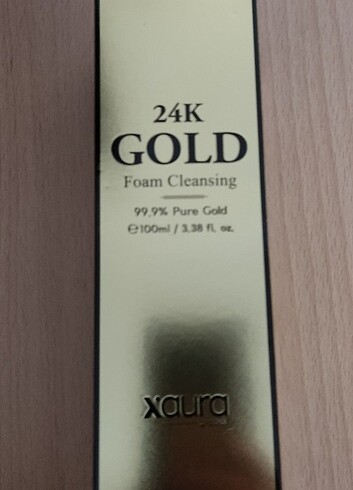 24K
GOLD
Foam Cleansing
99.9% Pure Gold
℮100ml / 3.38 fl. oz.
xaura